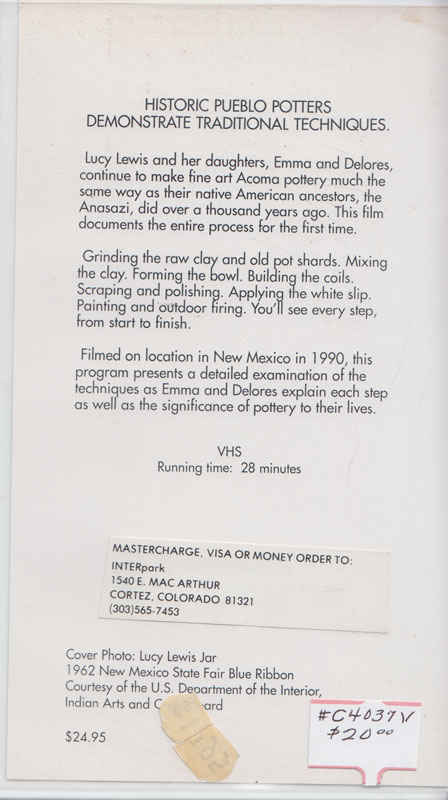 HISTORIC PUEBLO POTTERS
DEMONSTRATE TRADITIONAL TECHNIQUES.
Lucy Lewis and her daughters, Emma and Delores,
continue to make fine art Acoma pottery much the
same way as their native American ancestors, the
Anasazi, did over a thousand years ago. This film
documents the entire process for the first time.
Grinding the raw clay and old pot shards. Mixing
the clay. Forming the bowl. Building the coils.
Scraping and polishing. Applying the white slip.
Painting and outdoor firing. You'll see every step,
from start to finish.
Filmed on location in New Mexico in 1990, this
program presents a detailed examination of the
techniques as Emma and Delores explain each step
as well as the significance of pottery to their lives.
VHS
Running time: 28 minutes
MASTERCHARGE, VISA OR MONEY ORDER TO:
INTERpark
1540 E. MAC ARTHUR
CORTEZ, COLORADO 81321
(303)565-7453
Cover Photo: Lucy Lewis Jar
1962 New Mexico State Fair Blue Ribbon
Courtesy of the U.S. Department of the Interior,
Indian Arts and
$24.95
#C4037V
$20.00